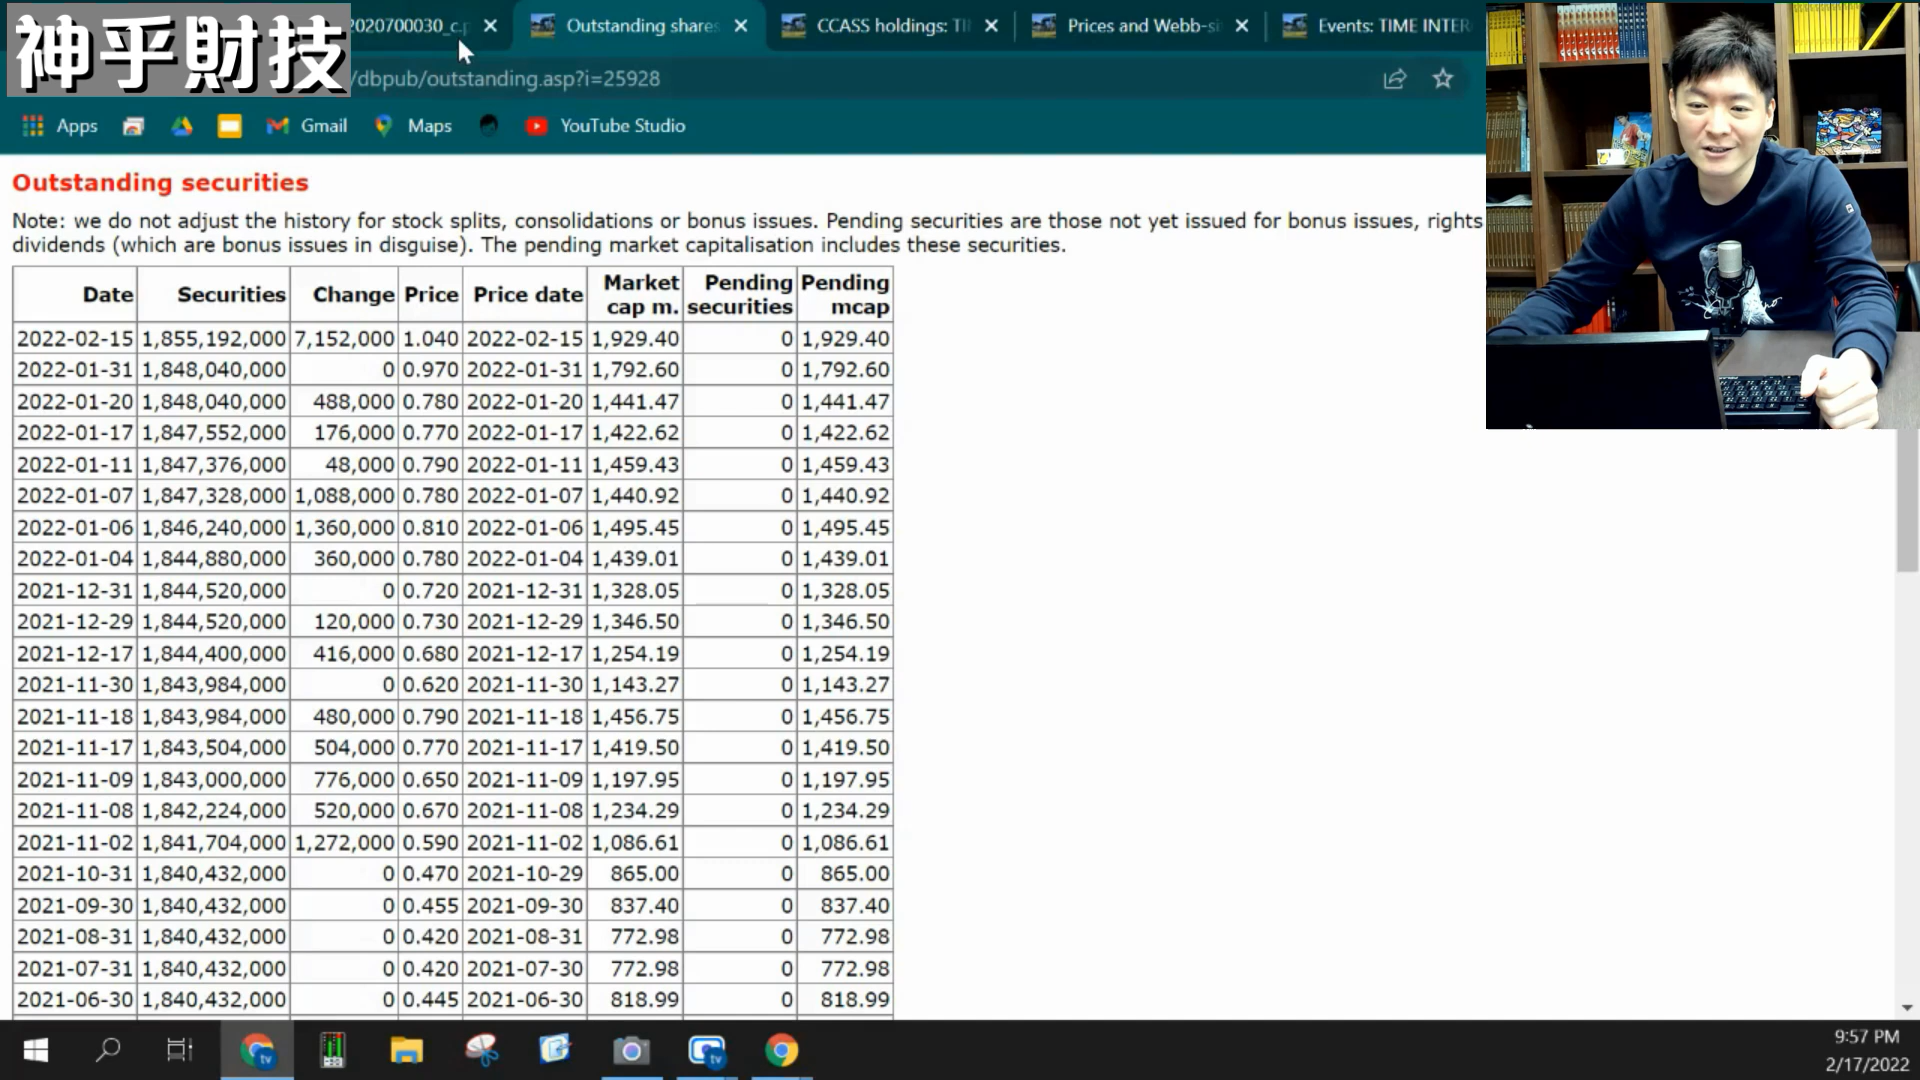 神乎財技
2020700030_c.p
Outstanding shares
CCASS holdings: TI
Prices and Webb-si
Events: TIME INTER
/dbpub/outstanding.asp?i=25928
Apps
Gmail
Maps
YouTube Studio
Outstanding securities
Note: we do not adjust the history for stock splits, consolidations or bonus issues. Pending securities are those not yet issued for bonus issues, rights
dividends (which are bonus issues in disguise). The pending market capitalisation includes these securities.
Date Securities Change Price Price date Market cap m. Pending securities Pending mcap
2022-02-15 1,855,192,000 7,152,000 1.040 2022-02-15 1,929.40 0 1,929.40
2022-01-31 1,848,040,000 0 0.970 2022-01-31 1,792.60 0 1,792.60
2022-01-20 1,848,040,000 488,000 0.780 2022-01-20 1,441.47 0 1,441.47
2022-01-17 1,847,552,000 176,000 0.770 2022-01-17 1,422.62 0 1,422.62
2022-01-11 1,847,376,000 48,000 0.790 2022-01-11 1,459.43 0 1,459.43
2022-01-07 1,847,328,000 1,088,000 0.780 2022-01-07 1,440.92 0 1,440.92
2022-01-06 1,846,240,000 1,360,000 0.810 2022-01-06 1,495.45 0 1,495.45
2022-01-04 1,844,880,000 360,000 0.780 2022-01-04 1,439.01 0 1,439.01
2021-12-31 1,844,520,000 0 0.720 2021-12-31 1,328.05 0 1,328.05
2021-12-29 1,844,520,000 120,000 0.730 2021-12-29 1,346.50 0 1,346.50
2021-12-17 1,844,400,000 416,000 0.680 2021-12-17 1,254.19 0 1,254.19
2021-11-30 1,843,984,000 0 0.620 2021-11-30 1,143.27 0 1,143.27
2021-11-18 1,843,984,000 480,000 0.790 2021-11-18 1,456.75 0 1,456.75
2021-11-17 1,843,504,000 504,000 0.770 2021-11-17 1,419.50 0 1,419.50
2021-11-09 1,843,000,000 776,000 0.650 2021-11-09 1,197.95 0 1,197.95
2021-11-08 1,842,224,000 520,000 0.670 2021-11-08 1,234.29 0 1,234.29
2021-11-02 1,841,704,000 1,272,000 0.590 2021-11-02 1,086.61 0 1,086.61
2021-10-31 1,840,432,000 0 0.470 2021-10-29 865.00 0 865.00
2021-09-30 1,840,432,000 0 0.455 2021-09-30 837.40 0 837.40
2021-08-31 1,840,432,000 0 0.420 2021-08-31 772.98 0 772.98
2021-07-31 1,840,432,000 0 0.420 2021-07-30 772.98 0 772.98
2021-06-30 1,840,432,000 0 0.445 2021-06-30 818.99 0 818.99
tv
tv
9:57 PM
2/17/2022